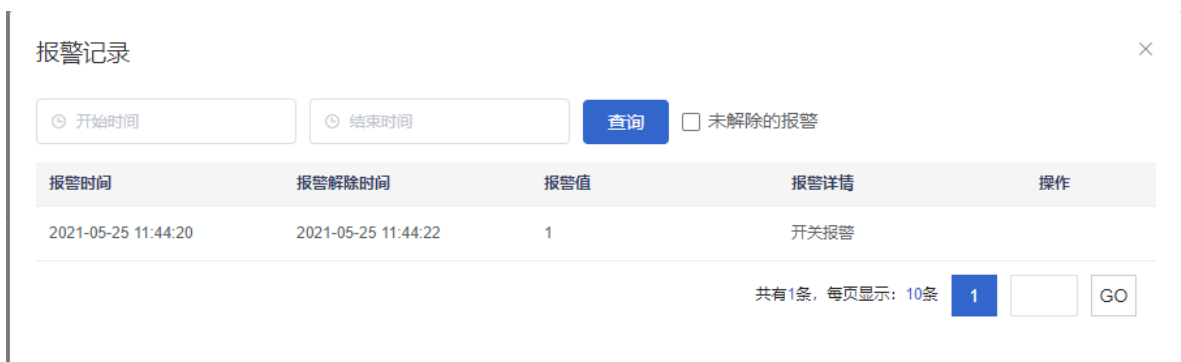 报警记录
开始时间 结束时间 查询 未解除的报警
报警时间 报警解除时间 报警值 报警详情 操作
2021-05-25 11:44:20 2021-05-25 11:44:22 1 开关报警
共有1条，每页显示：10条 1 GO